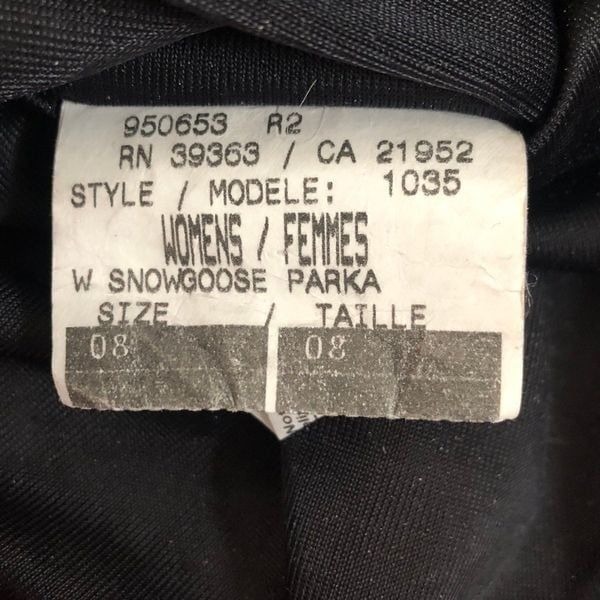 950653 R2
RN 39363 / CA 21952
STYLE / MODELE: 1035
WOMENS / FEMMES
W SNOWGOOSE PARKA
SIZE / TAILLE
08 08